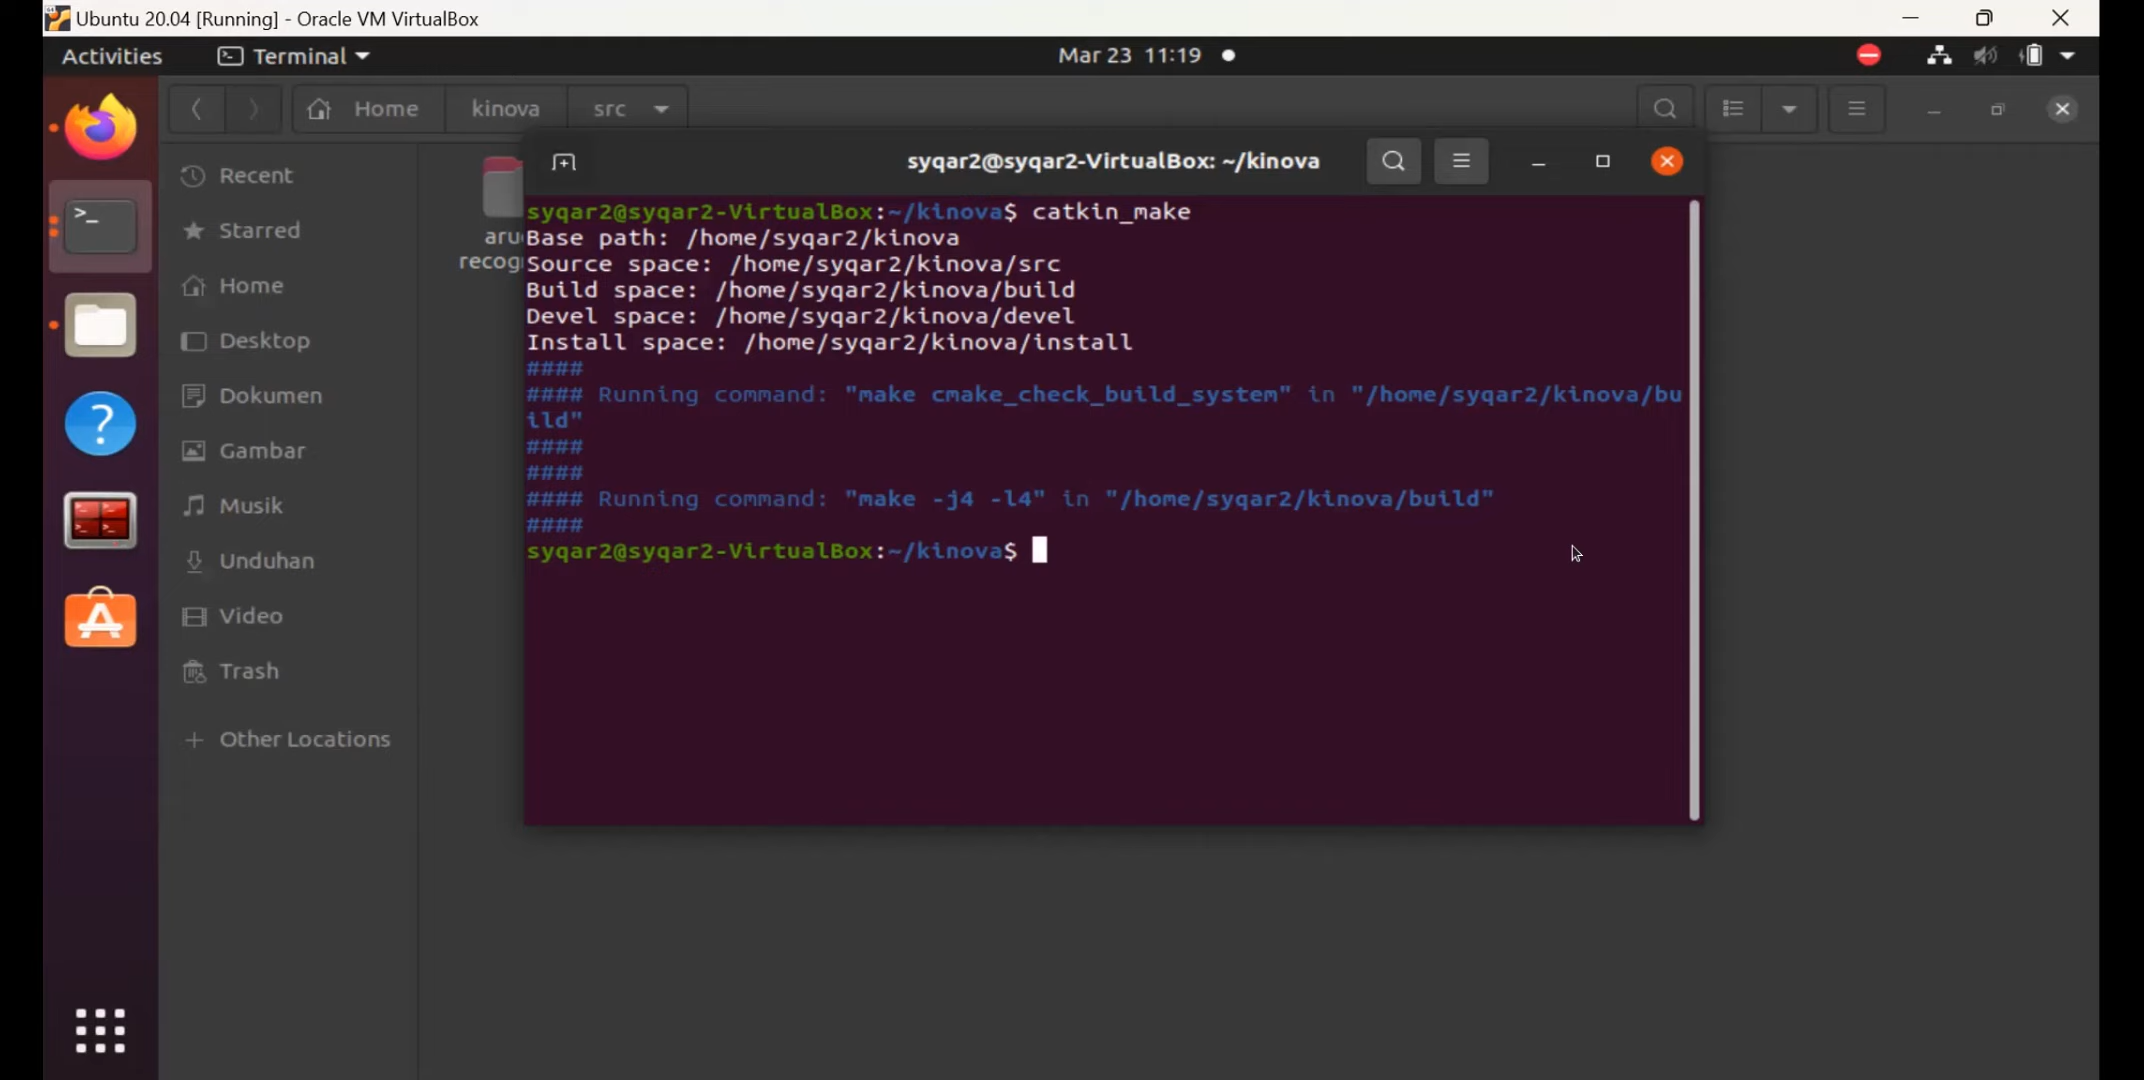 Ubuntu 20.04 [Running] - Oracle VM VirtualBox
Activities
Terminal
Mar 23 11:19
Home
kinova
src
Recent
Starred
Home
Desktop
Dokumen
Gambar
Musik
Unduhan
Video
Trash
Other Locations
syqar2@syqar2-VirtualBox: ~/kinova
syqar2@syqar2-VirtualBox:~/kinova$ catkin_make
Base path: /home/syqar2/kinova
Source space: /home/syqar2/kinova/src
Build space: /home/syqar2/kinova/build
Devel space: /home/syqar2/kinova/devel
Install space: /home/syqar2/kinova/install
####
#### Running command: "make cmake_check_build_system" in "/home/syqar2/kinova/bu
ild"
####
####
#### Running command: "make -j4 -l4" in "/home/syqar2/kinova/build"
####
syqar2@syqar2-VirtualBox:~/kinova$